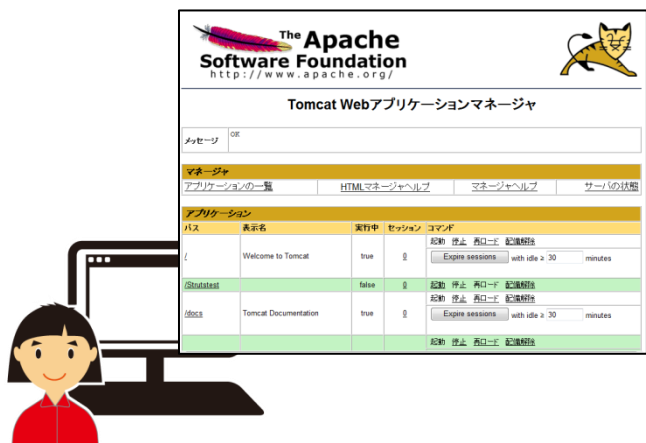 The Apache
Software Foundation
http://www.apache.org/
Tomcat Webアプリケーションマネージャ
メッセージ OK
マネージャ
アプリケーションの一覧 HTMLマネージャヘルプ マネージャヘルプ サーバの状態
アプリケーション
パス 表示名 実行中 セッション コマンド
起動 停止 再ロード 配備解除
/ Welcome to Tomcat true 0 Expire sessions with idle ≥ 30 minutes
/Strutstest false 0 起動 停止 再ロード 配備解除
起動 停止 再ロード 配備解除
/docs Tomcat Documentation true 0 Expire sessions with idle ≥ 30 minutes
起動 停止 再ロード 配備解除